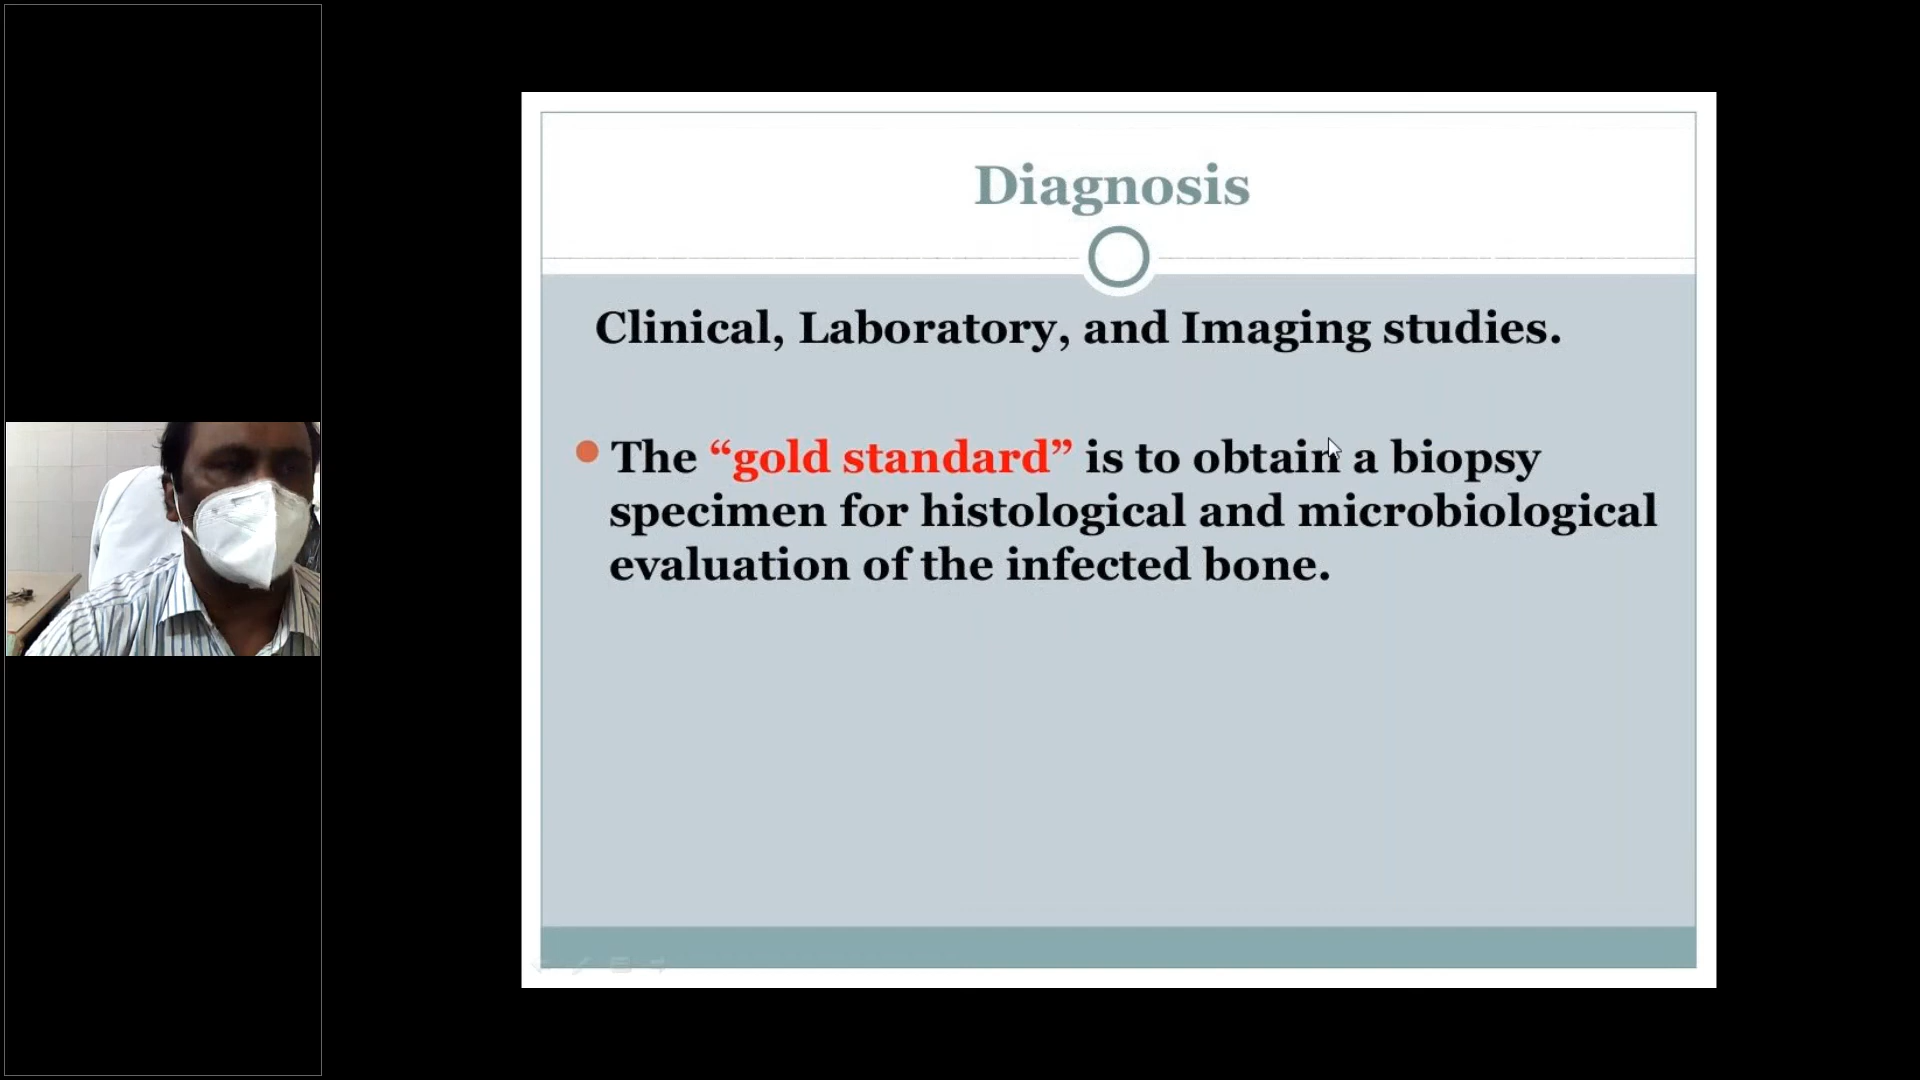 Diagnosis
Clinical, Laboratory, and Imaging studies.
The “gold standard” is to obtain a biopsy
specimen for histological and microbiological
evaluation of the infected bone.